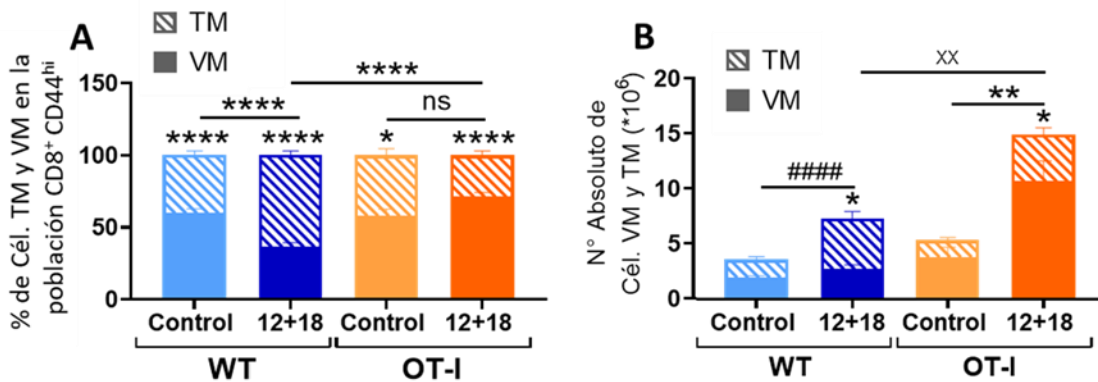 A
TM
VM
% de Cél. TM y VM en la
población CD8+ CD44hi
150
100
50
0
****
****
ns
**** **** * ****
Control 12+18 Control 12+18
WT OT-I
B
TM
VM
N° Absoluto de
Cél. VM y TM (*10^6)
20
15
10
5
0
xx
**
*
####
*
Control 12+18 Control 12+18
WT OT-I